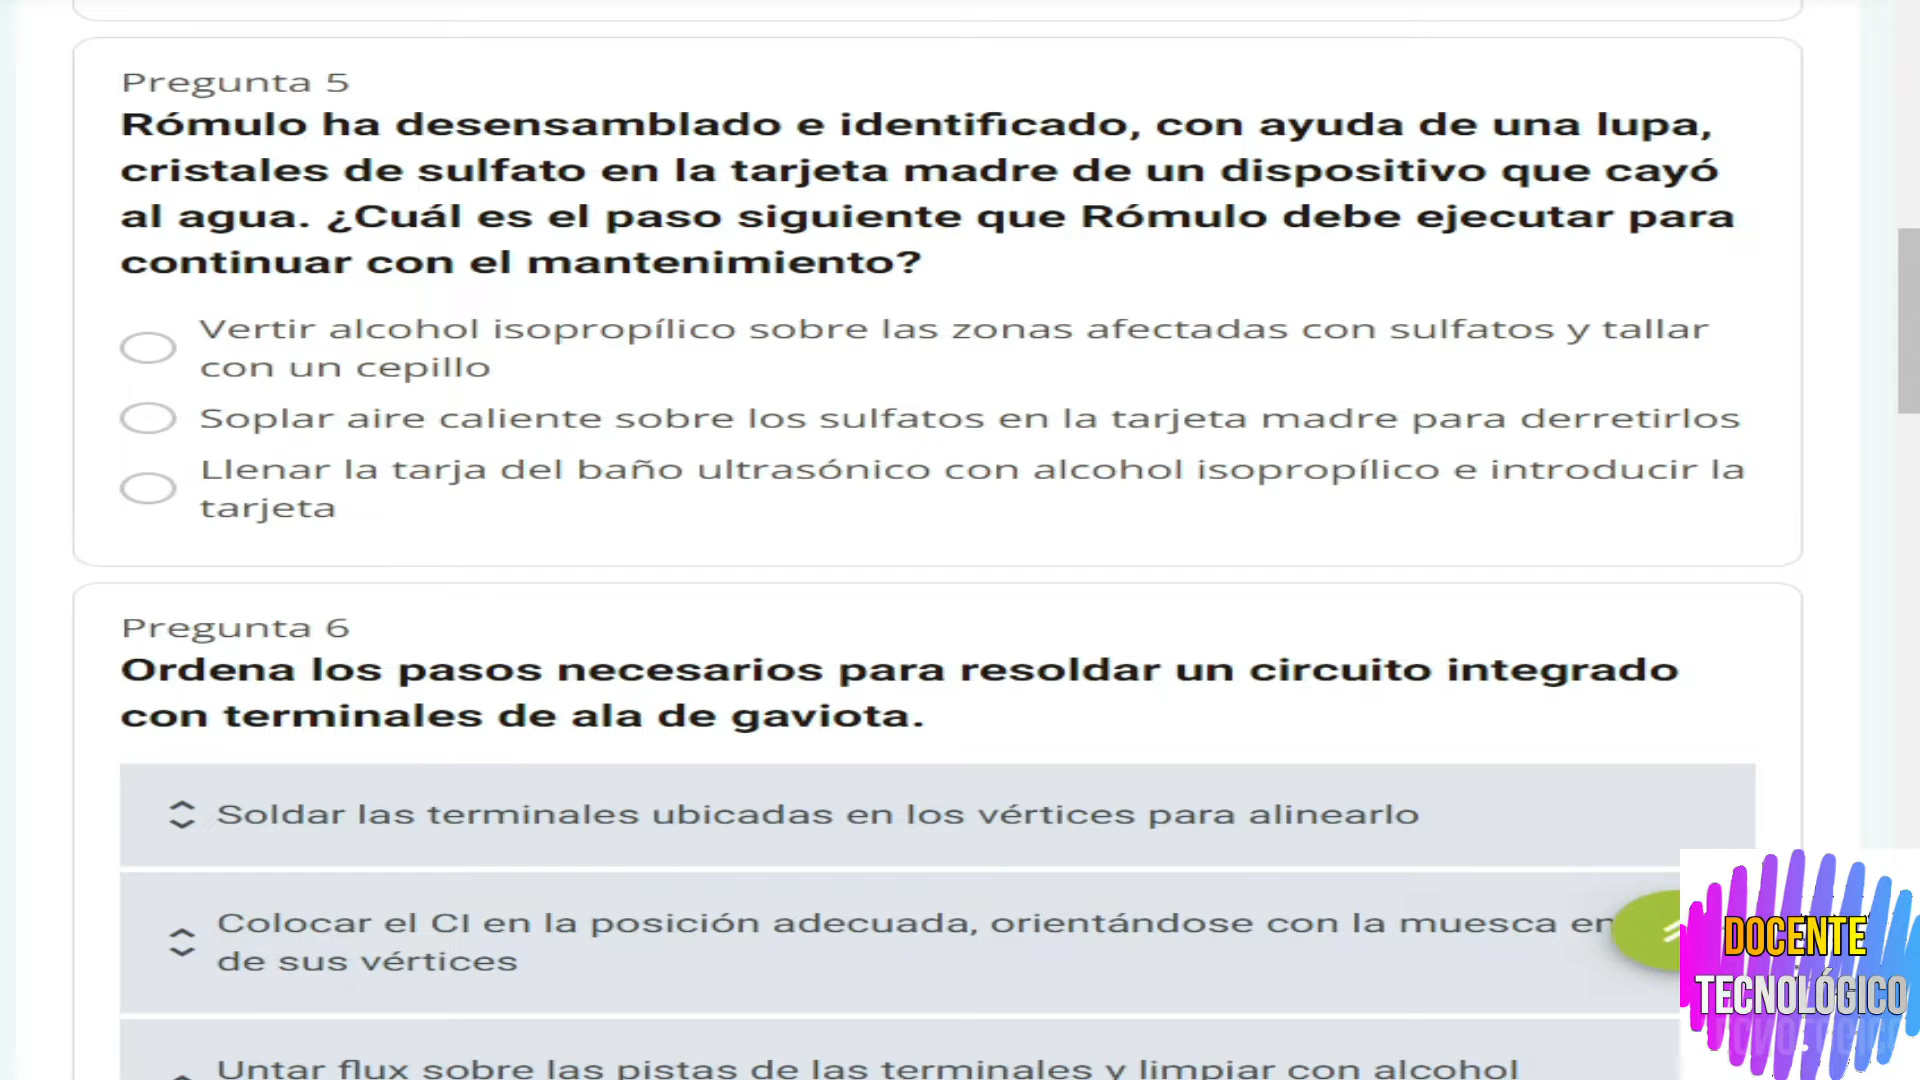 Pregunta 5
Rómulo ha desensamblado e identificado, con ayuda de una lupa,
cristales de sulfato en la tarjeta madre de un dispositivo que cayó
al agua. ¿Cuál es el paso siguiente que Rómulo debe ejecutar para
continuar con el mantenimiento?
Vertir alcohol isopropílico sobre las zonas afectadas con sulfatos y tallar
con un cepillo
Soplar aire caliente sobre los sulfatos en la tarjeta madre para derretirlos
Llenar la tarja del baño ultrasónico con alcohol isopropílico e introducir la
tarjeta
Pregunta 6
Ordena los pasos necesarios para resoldar un circuito integrado
con terminales de ala de gaviota.
Soldar las terminales ubicadas en los vértices para alinearlo
Colocar el CI en la posición adecuada, orientándose con la muesca en
de sus vértices
Untar flux sobre las pistas de las terminales y limpiar con alcohol
DOCENTE
TECNOLÓGICO